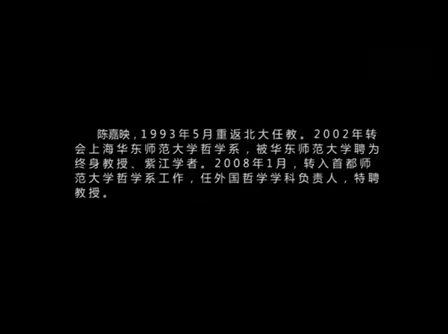 陈嘉映，1993年5月重返北大任教。2002年转
会上海华东师范大学哲学系，被华东师范大学聘为
终身教授、紫江学者。2008年1月，转入首都师
范大学哲学系工作，任外国哲学学科负责人，特聘
教授。